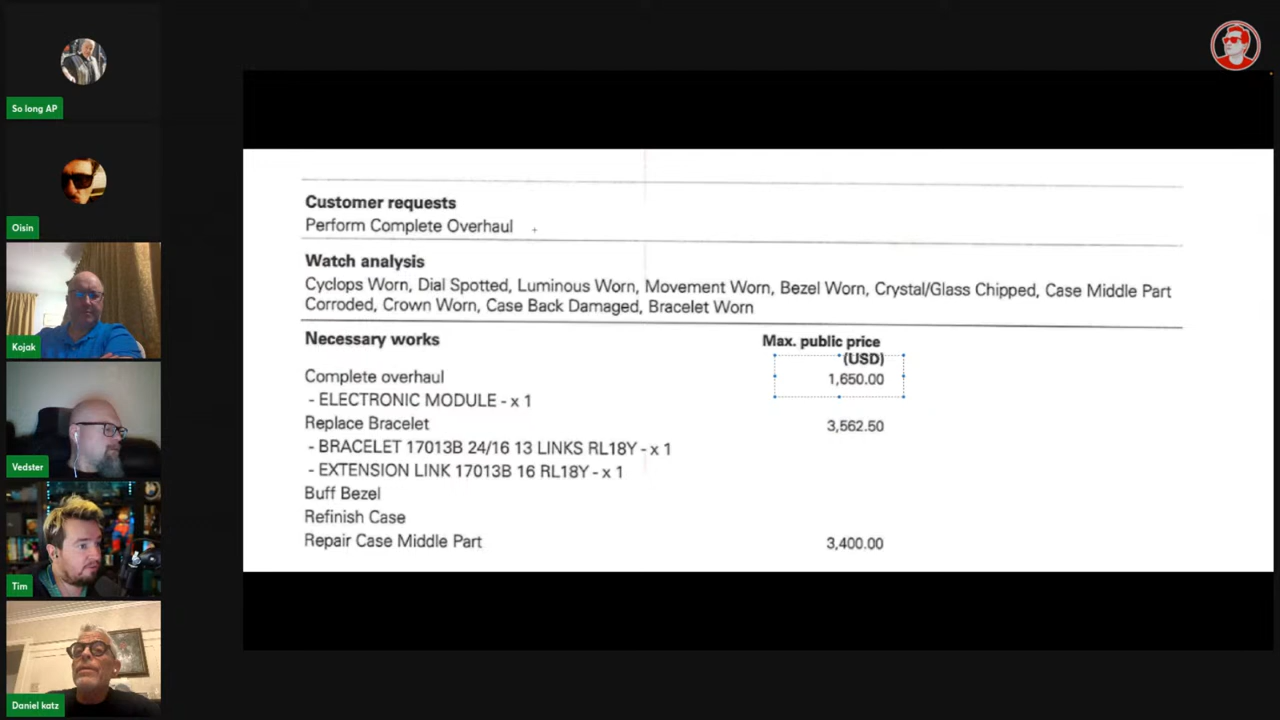 So long AP
Oisin
Kojak
Vedster
Tim
Daniel katz
Customer requests
Perform Complete Overhaul
Watch analysis
Cyclops Worn, Dial Spotted, Luminous Worn, Movement Worn, Bezel Worn, Crystal/Glass Chipped, Case Middle Part
Corroded, Crown Worn, Case Back Damaged, Bracelet Worn
Necessary works Max. public price
(USD)
Complete overhaul 1,650.00
- ELECTRONIC MODULE - x 1
Replace Bracelet 3,562.50
- BRACELET 17013B 24/16 13 LINKS RL18Y - x 1
- EXTENSION LINK 17013B 16 RL18Y - x 1
Buff Bezel
Refinish Case
Repair Case Middle Part 3,400.00